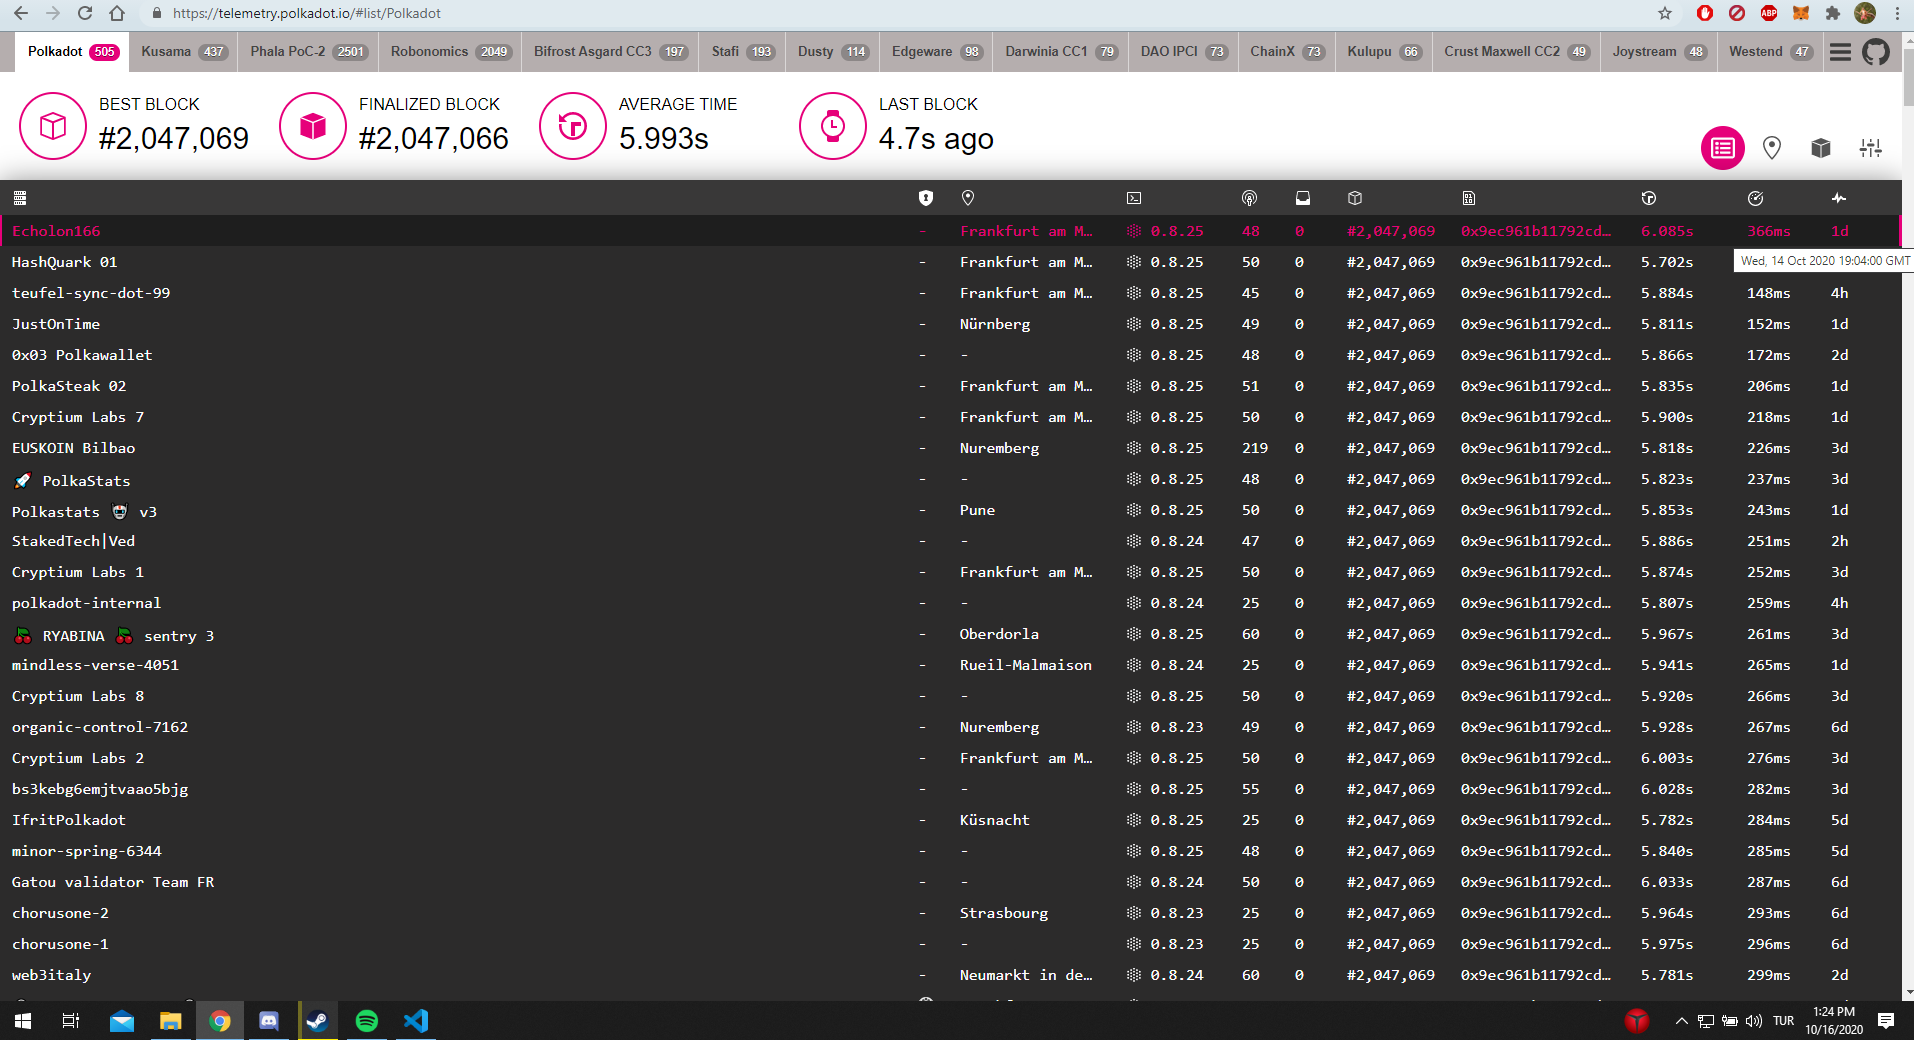 https://telemetry.polkadot.io/#list/Polkadot
ABP
Polkadot 505 Kusama 437 Phala PoC-2 2501 Robonomics 2049 Bifrost Asgard CC3 197 Stafi 193 Dusty 114 Edgeware 98 Darwinia CC1 79 DAO IPCI 73 ChainX 73 Kulupu 66 Crust Maxwell CC2 49 Joystream 48 Westend 47
BEST BLOCK
#2,047,069
FINALIZED BLOCK
#2,047,066
AVERAGE TIME
5.993s
LAST BLOCK
4.7s ago
Echolon166 - Frankfurt am M… 0.8.25 48 0 #2,047,069 0x9ec961b11792cd… 6.085s 366ms 1d
HashQuark 01 - Frankfurt am M… 0.8.25 50 0 #2,047,069 0x9ec961b11792cd… 5.702s
Wed, 14 Oct 2020 19:04:00 GMT
teufel-sync-dot-99 - Frankfurt am M… 0.8.25 45 0 #2,047,069 0x9ec961b11792cd… 5.884s 148ms 4h
JustOnTime - Nürnberg 0.8.25 49 0 #2,047,069 0x9ec961b11792cd… 5.811s 152ms 1d
0x03 Polkawallet - - 0.8.25 48 0 #2,047,069 0x9ec961b11792cd… 5.866s 172ms 2d
PolkaSteak 02 - Frankfurt am M… 0.8.25 51 0 #2,047,069 0x9ec961b11792cd… 5.835s 206ms 1d
Cryptium Labs 7 - Frankfurt am M… 0.8.25 50 0 #2,047,069 0x9ec961b11792cd… 5.900s 218ms 1d
EUSKOIN Bilbao - Nuremberg 0.8.25 219 0 #2,047,069 0x9ec961b11792cd… 5.818s 226ms 3d
🚀 PolkaStats - - 0.8.25 48 0 #2,047,069 0x9ec961b11792cd… 5.823s 237ms 3d
Polkastats 🤖 v3 - Pune 0.8.25 50 0 #2,047,069 0x9ec961b11792cd… 5.853s 243ms 1d
StakedTech|Ved - - 0.8.24 47 0 #2,047,069 0x9ec961b11792cd… 5.886s 251ms 2h
Cryptium Labs 1 - Frankfurt am M… 0.8.25 50 0 #2,047,069 0x9ec961b11792cd… 5.874s 252ms 3d
polkadot-internal - - 0.8.24 25 0 #2,047,069 0x9ec961b11792cd… 5.807s 259ms 4h
🍒 RYABINA 🍒 sentry 3 - Oberdorla 0.8.25 60 0 #2,047,069 0x9ec961b11792cd… 5.967s 261ms 3d
mindless-verse-4051 - Rueil-Malmaison 0.8.24 25 0 #2,047,069 0x9ec961b11792cd… 5.941s 265ms 1d
Cryptium Labs 8 - - 0.8.25 50 0 #2,047,069 0x9ec961b11792cd… 5.920s 266ms 3d
organic-control-7162 - Nuremberg 0.8.23 49 0 #2,047,069 0x9ec961b11792cd… 5.928s 267ms 6d
Cryptium Labs 2 - Frankfurt am M… 0.8.25 50 0 #2,047,069 0x9ec961b11792cd… 6.003s 276ms 3d
bs3kebg6emjtvaao5bjg - - 0.8.25 55 0 #2,047,069 0x9ec961b11792cd… 6.028s 282ms 3d
IfritPolkadot - Küsnacht 0.8.25 25 0 #2,047,069 0x9ec961b11792cd… 5.782s 284ms 5d
minor-spring-6344 - - 0.8.25 48 0 #2,047,069 0x9ec961b11792cd… 5.840s 285ms 5d
Gatou validator Team FR - - 0.8.24 50 0 #2,047,069 0x9ec961b11792cd… 6.033s 287ms 6d
chorusone-2 - Strasbourg 0.8.23 25 0 #2,047,069 0x9ec961b11792cd… 5.964s 293ms 6d
chorusone-1 - - 0.8.23 25 0 #2,047,069 0x9ec961b11792cd… 5.975s 296ms 6d
web3italy - Neumarkt in de… 0.8.24 60 0 #2,047,069 0x9ec961b11792cd… 5.781s 299ms 2d
TUR
1:24 PM
10/16/2020